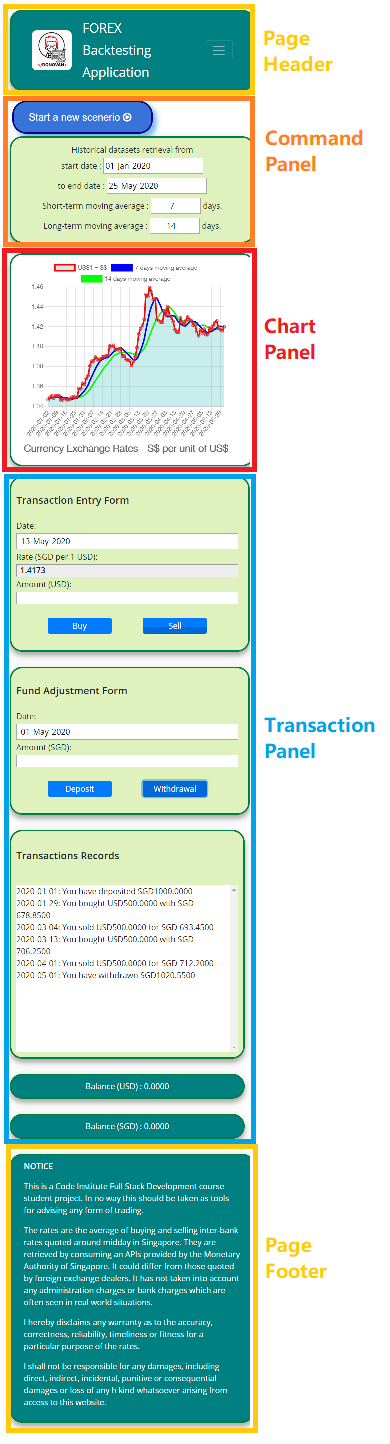 FOREX
Backtesting
Application
DONOVAN
Page
Header
Start a new scenerio
Command
Panel
Historical datasets retrieval from
start date : 01 Jan 2020
to end date : 25 May 2020
Short-term moving average : 7 days.
Long-term moving average : 14 days.
US$1 = S$ 7 days moving average
14 days moving average
1.46
1.42
1.38
1.36
1.34
Currency Exchange Rates S$ per unit of US$
Chart
Panel
Transaction Entry Form
Date:
13 May 2020
Rate (SGD per 1 USD):
1.4173
Amount (USD):
Buy Sell
Fund Adjustment Form
Date:
01 May 2020
Amount (SGD):
Deposit Withdrawal
Transaction
Panel
Transactions Records
2020-01-01: You have deposited SGD1000.0000
2020-01-29: You bought USD500.0000 with SGD
678.8500
2020-03-04: You sold USD500.0000 for SGD 693.4500
2020-03-13: You bought USD500.0000 with SGD
706.2500
2020-04-01: You sold USD500.0000 for SGD 712.2000
2020-05-01: You have withdrawn SGD1020.5500
Balance (USD) : 0.0000
Balance (SGD) : 0.0000
NOTICE
This is a Code Institute Full Stack Development course
student project. In no way this should be taken as tools
for advising any form of trading.
The rates are the average of buying and selling inter-bank
rates quoted around midday in Singapore. They are
retrieved by consuming an APIs provided by the Monetary
Authority of Singapore. It could differ from those quoted
by foreign exchange dealers. It has not taken into account
any administration charges or bank charges which are
often seen in real world situations.
I hereby disclaims any warranty as to the accuracy,
correctness, reliability, timeliness or fitness for a
particular purpose of the rates.
I shall not be responsible for any damages, including
direct, indirect, incidental, punitive or consequential
damages or loss of any h kind whatsoever arising from
access to this website.
Page
Footer